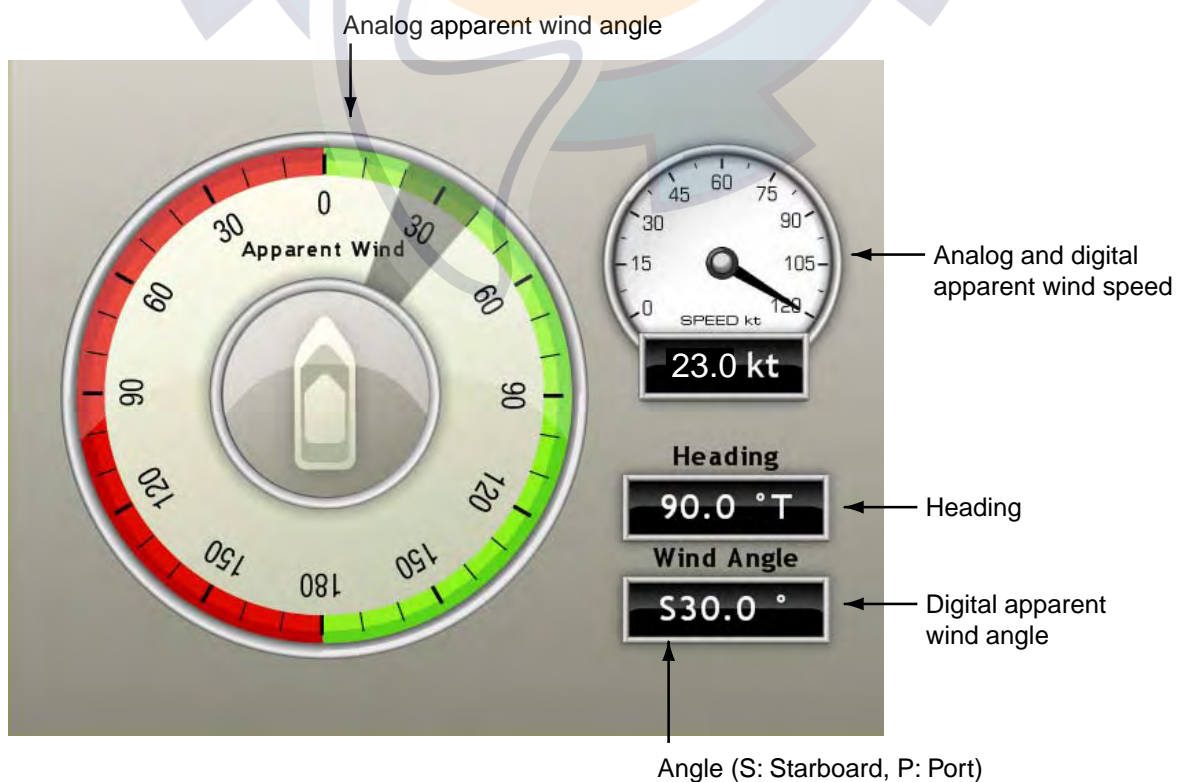 Analog apparent wind angle
0
30
60
90
120
150
180
150
120
90
60
30
Apparent Wind
0
15
30
45
60
75
90
105
120
SPEED kt
23.0 kt
Analog and digital
apparent wind speed
Heading
90.0 °T
Heading
Wind Angle
S30.0 °
Digital apparent
wind angle
Angle (S: Starboard, P: Port)